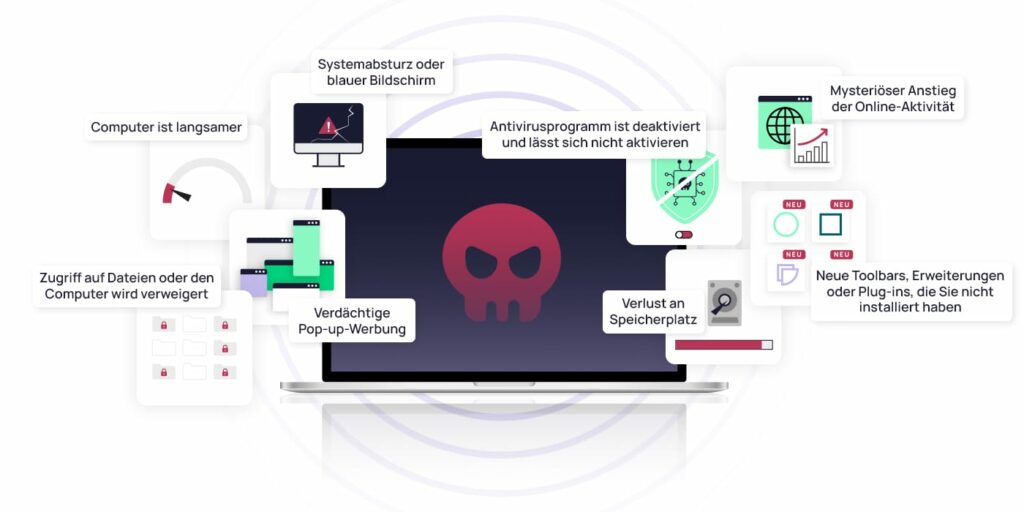 Systemabsturz oder
blauer Bildschirm
Computer ist langsamer
Zugriff auf Dateien oder den
Computer wird verweigert
Verdächtige
Pop-up-Werbung
Antivirusprogramm ist deaktiviert
und lässt sich nicht aktivieren
Mysteriöser Anstieg
der Online-Aktivität
NEU
NEU
NEU
NEU
Neue Toolbars, Erweiterungen
oder Plug-ins, die Sie nicht
installiert haben
Verlust an
Speicherplatz